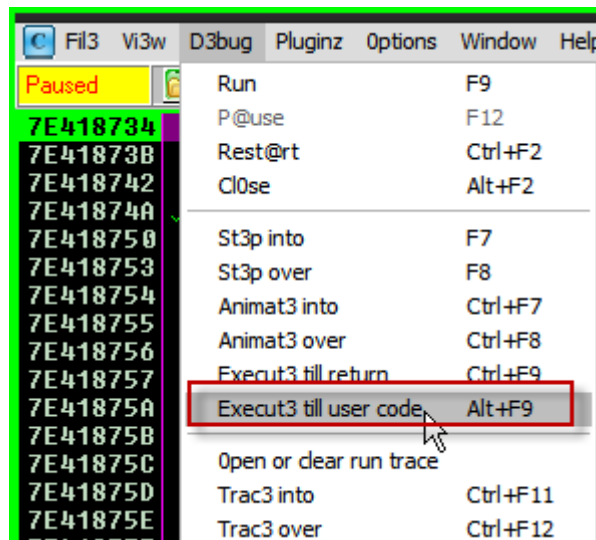 C Fil3 Vi3w D3bug Pluginz 0ptions Window Help
Paused
Run F9
P@use F12
Rest@rt Ctrl+F2
Cl0se Alt+F2
St3p into F7
St3p over F8
Animat3 into Ctrl+F7
Animat3 over Ctrl+F8
Execut3 till return Ctrl+F9
Execut3 till user code Alt+F9
0pen or clear run trace
Trac3 into Ctrl+F11
Trac3 over Ctrl+F12
7E418734
7E41873B
7E418742
7E41874A
7E418750
7E418753
7E418754
7E418755
7E418756
7E418757
7E41875A
7E41875B
7E41875C
7E41875D
7E41875E